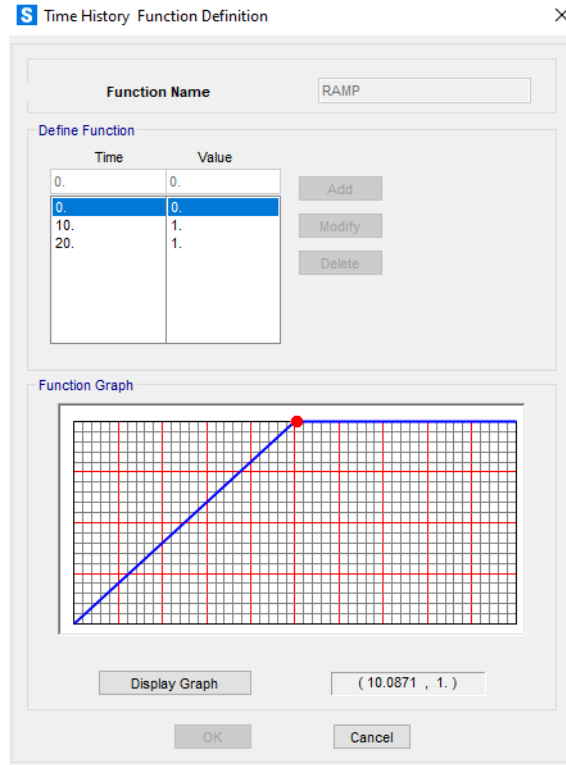 S Time History Function Definition
Function Name RAMP
Define Function
Time Value
0. 0. Add
0. 0.
10. 1. Modify
20. 1.
Delete
Function Graph
Display Graph ( 10.0871 , 1. )
OK Cancel